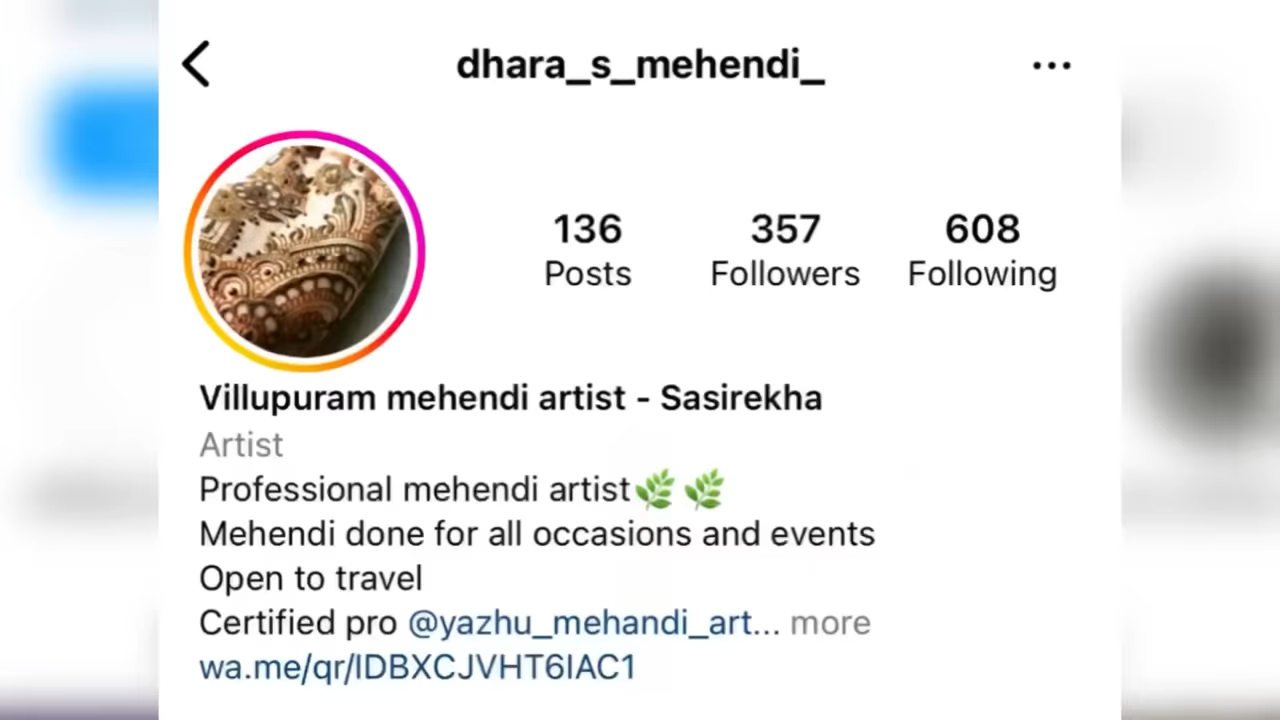 dhara_s_mehendi_
136 357 608
Posts Followers Following
Villupuram mehendi artist - Sasirekha
Artist
Professional mehendi artist🌿🌿
Mehendi done for all occasions and events
Open to travel
Certified pro @yazhu_mehandi_art... more
wa.me/qr/IDBXCJVHT6IAC1